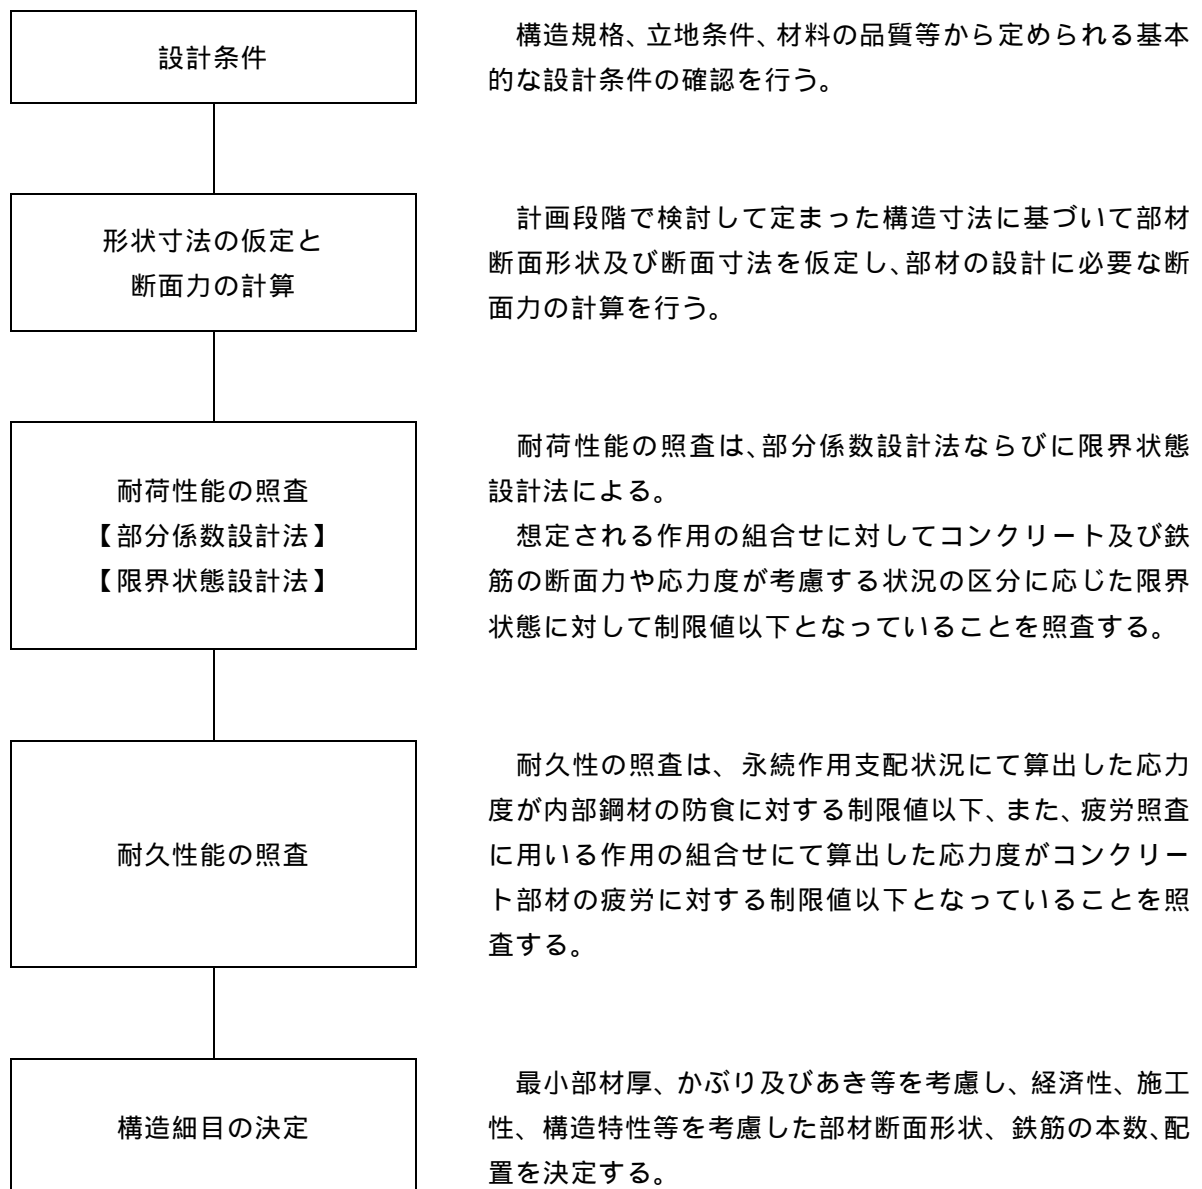 設計条件
構造規格、立地条件、材料の品質等から定められる基本
的な設計条件の確認を行う。
形状寸法の仮定と
断面力の計算
計画段階で検討して定まった構造寸法に基づいて部材
断面形状及び断面寸法を仮定し、部材の設計に必要な断
面力の計算を行う。
耐荷性能の照査
【部分係数設計法】
【限界状態設計法】
耐荷性能の照査は、部分係数設計法ならびに限界状態
設計法による。
想定される作用の組合せに対してコンクリート及び鉄
筋の断面力や応力度が考慮する状況の区分に応じた限界
状態に対して制限値以下となっていることを照査する。
耐久性能の照査
耐久性の照査は、永続作用支配状況にて算出した応力
度が内部鋼材の防食に対する制限値以下、また、疲労照査
に用いる作用の組合せにて算出した応力度がコンクリー
ト部材の疲労に対する制限値以下となっていることを照
査する。
構造細目の決定
最小部材厚、かぶり及びあき等を考慮し、経済性、施工
性、構造特性等を考慮した部材断面形状、鉄筋の本数、配
置を決定する。